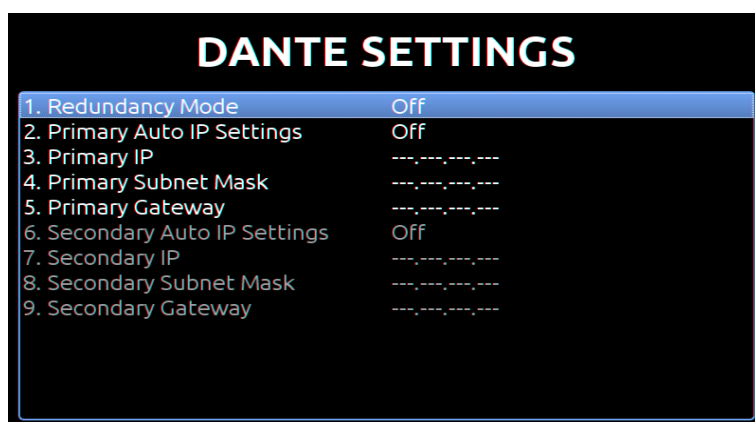 DANTE SETTINGS
1. Redundancy Mode Off
2. Primary Auto IP Settings Off
3. Primary IP ---.---.---.---
4. Primary Subnet Mask ---.---.---.---
5. Primary Gateway ---.---.---.---
6. Secondary Auto IP Settings Off
7. Secondary IP ---.---.---.---
8. Secondary Subnet Mask ---.---.---.---
9. Secondary Gateway ---.---.---.---